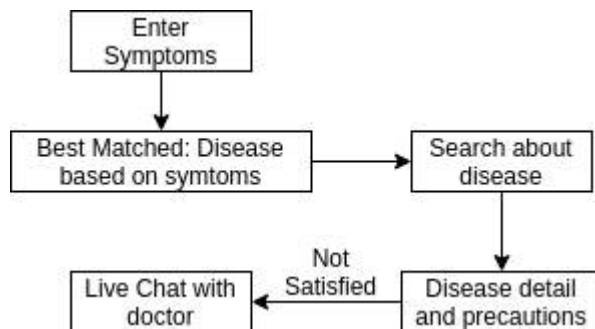 Enter
Symptoms
Best Matched: Disease
based on symtoms
Search about
disease
Not
Satisfied
Live Chat with
doctor
Disease detail
and precautions